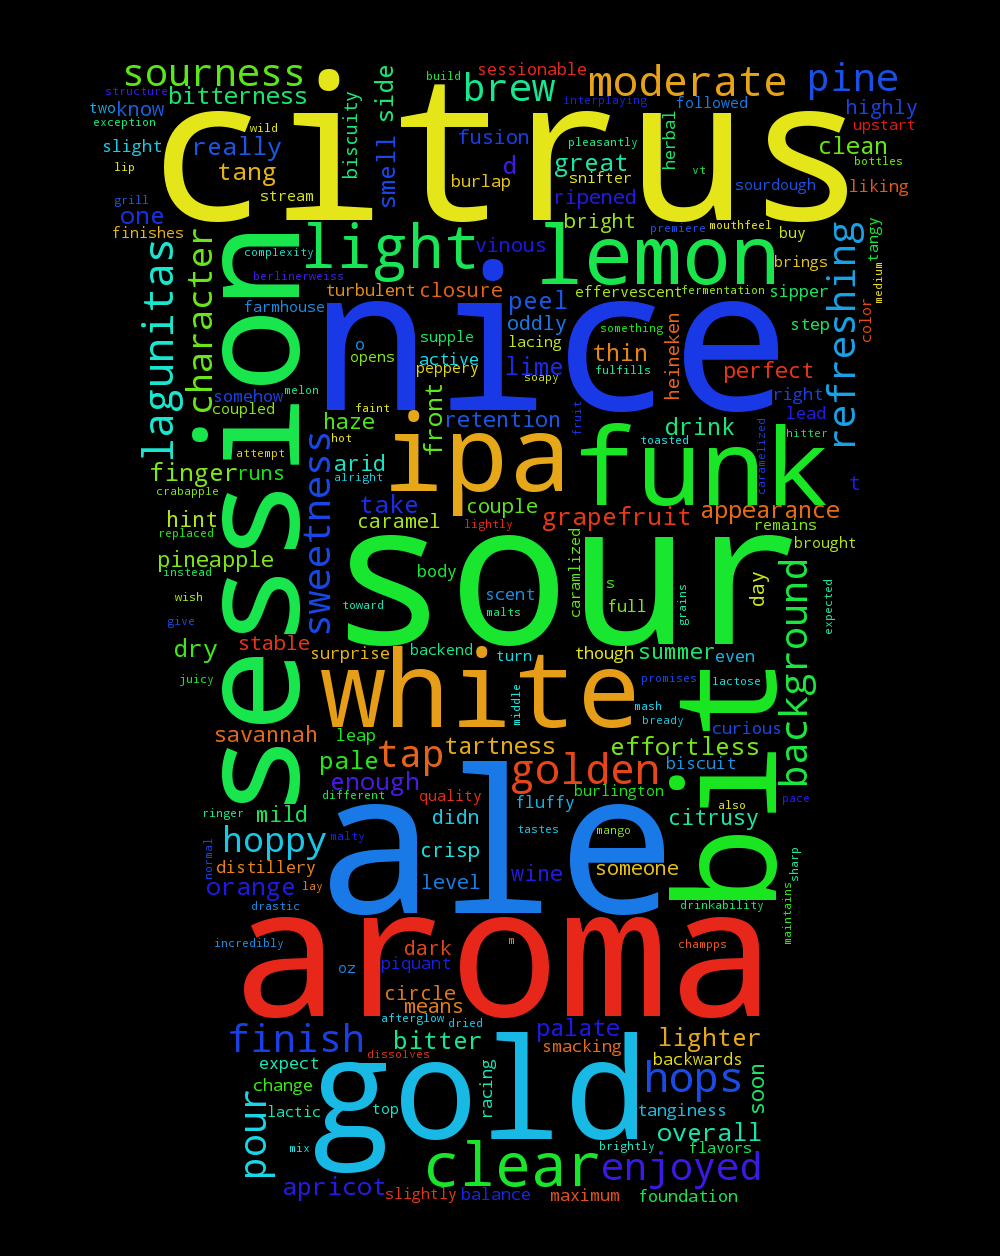 sourness
build
sessionable
moderate
pine
structure
bitterness
side
brew
interplaying
followed
highly
two know
biscuity
citrus
exception
wild
fusion
pleasantly
herbal
upstart
slight
really
smell
d
great
clean
lip
tang
burlap
snifter
vt
sourdough
bottles
liking
grill
stream
ripened
one
bright
premiere
mouthfeel
finishes
character
light
vinous
lemon
buy
refreshing
tangy
lagunitas
complexity
session
berlinerweiss
brings
medium
turbulent
closure
effervescent
fermentation
sipper
farmhouse
nice
peel
color
oddly
something
heineken
step
supple
lacing
o
opens
active
lime
thin
peppery
soapy
fulfills
perfect
somehow
melon
right
coupled
faint
front
retention
fruit
lead
haze
drink
hot
ipa
funk
toasted
caramelized
hitter
attempt
sweetness
arid
finger
runs
alright
t
crabapple
take
couple
grapefruit
appearance
hint
caramel
lightly
remains
replaced
sour
brought
pineapple
body
caramlized
background
instead
scent
s
day
wish
toward
malts
full
grains
expected
give
dry
stable
surprise
backend
turn
though
summer
even
juicy
white
middle
promises
lactose
mash
bit
savannah
leap
bready
curious
pale
tap
tartness
effortless
golden
biscuit
enough
different
quality
fluffy
burlington
pace
ringer
mild
ale
didn
also
citrusy
hoppy
malty
tastes
mango
normal
distillery
crisp
someone
sharp
orange
lay
level
wine
drastic
drinkability
maintains
aroma
incredibly
dark
m
champps
oz
piquant
circle
means
afterglow
dried
palate
finish
bitter
smacking
lighter
dissolves
backwards
expect
gold
hops
change
racing
soon
pour
lactic
top
tanginess
overall
mix
brightly
flavors
clear
enjoyed
apricot
slightly
balance
maximum
foundation